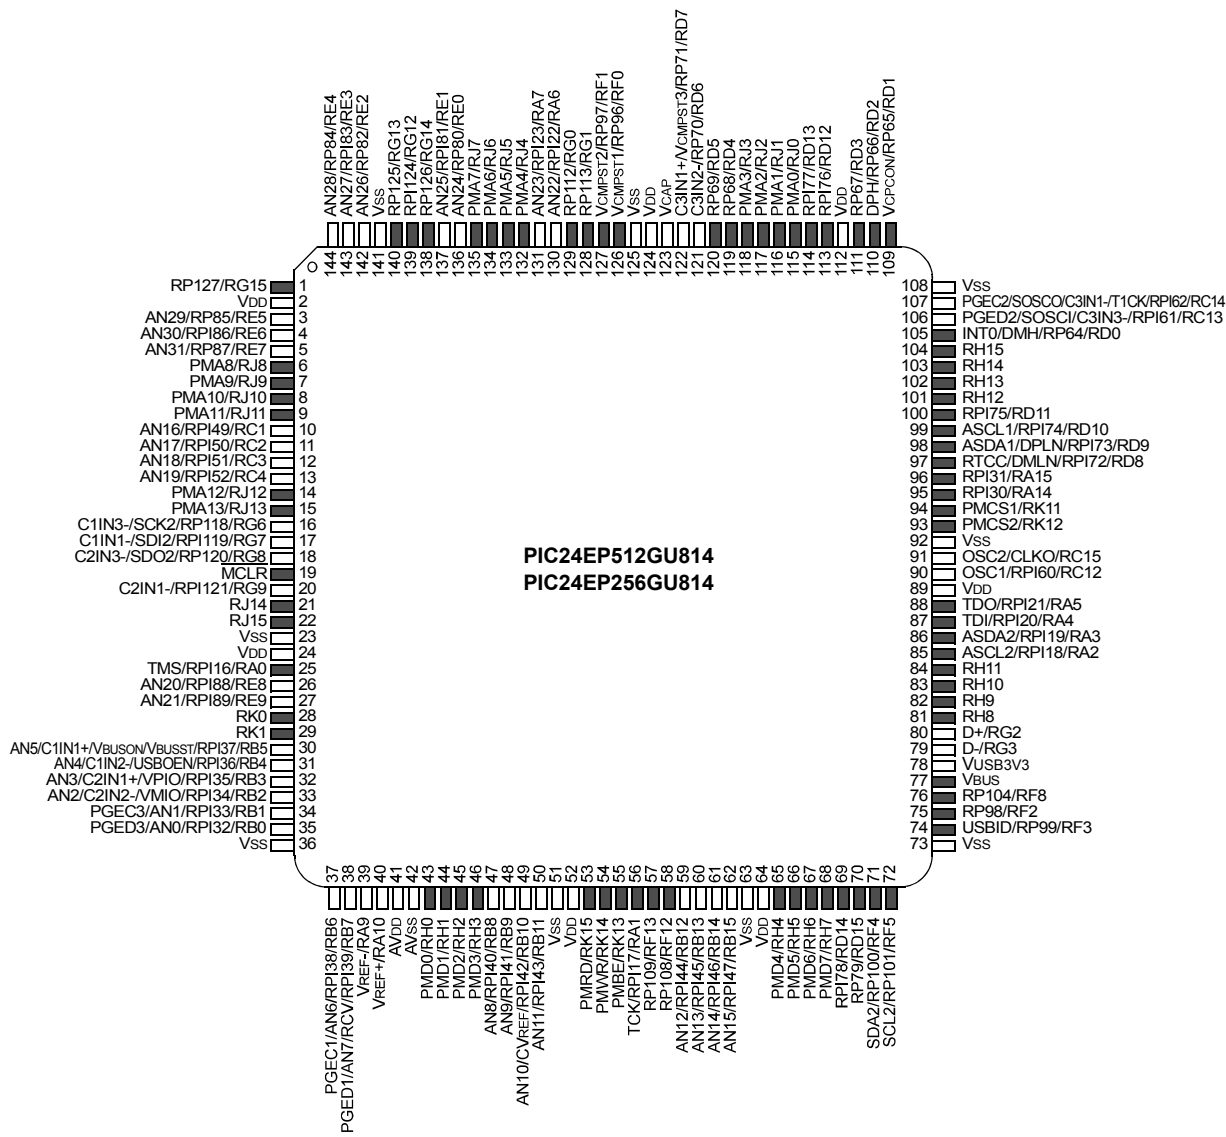 AN28/RP84/RE4
AN27/RPI83/RE3
AN26/RP82/RE2
VSS
RP125/RG13
RPI124/RG12
RP126/RG14
AN25/RPI81/RE1
AN24/RP80/RE0
PMA7/RJ7
PMA6/RJ6
PMA5/RJ5
PMA4/RJ4
AN23/RPI23/RA7
AN22/RPI22/RA6
RP112/RG0
RP113/RG1
VCMPST2/RP97/RF1
VCMPST1/RP96/RF0
VSS
VDD
VCAP
C3IN1+/VCMPST3/RP71/RD7
C3IN2-/RP70/RD6
RP69/RD5
RP68/RD4
PMA3/RJ3
PMA2/RJ2
PMA1/RJ1
PMA0/RJ0
RPI77/RD13
RPI76/RD12
VDD
RP67/RD3
DPH/RP66/RD2
VCPCON/RP65/RD1
144
143
142
141
140
139
138
137
136
135
134
133
132
131
130
129
128
127
126
125
124
123
122
121
120
119
118
117
116
115
114
113
112
111
110
109
RP127/RG15 1
VDD 2
AN29/RP85/RE5 3
AN30/RPI86/RE6 4
AN31/RP87/RE7 5
PMA8/RJ8 6
PMA9/RJ9 7
PMA10/RJ10 8
PMA11/RJ11 9
AN16/RPI49/RC1 10
AN17/RPI50/RC2 11
AN18/RPI51/RC3 12
AN19/RPI52/RC4 13
PMA12/RJ12 14
PMA13/RJ13 15
C1IN3-/SCK2/RP118/RG6 16
C1IN1-/SDI2/RPI119/RG7 17
C2IN3-/SDO2/RP120/RG8 18
MCLR 19
C2IN1-/RPI121/RG9 20
RJ14 21
RJ15 22
VSS 23
VDD 24
TMS/RPI16/RA0 25
AN20/RPI88/RE8 26
AN21/RPI89/RE9 27
RK0 28
RK1 29
AN5/C1IN1+/VBUSON/VBUSST/RPI37/RB5 30
AN4/C1IN2-/USBOEN/RPI36/RB4 31
AN3/C2IN1+/VPIO/RPI35/RB3 32
AN2/C2IN2-/VMIO/RPI34/RB2 33
PGEC3/AN1/RPI33/RB1 34
PGED3/AN0/RPI32/RB0 35
VSS 36
PIC24EP512GU814
PIC24EP256GU814
108 VSS
107 PGEC2/SOSCO/C3IN1-/T1CK/RPI62/RC14
106 PGED2/SOSCI/C3IN3-/RPI61/RC13
105 INT0/DMH/RP64/RD0
104 RH15
103 RH14
102 RH13
101 RH12
100 RPI75/RD11
99 ASCL1/RPI74/RD10
98 ASDA1/DPLN/RPI73/RD9
97 RTCC/DMLN/RPI72/RD8
96 RPI31/RA15
95 RPI30/RA14
94 PMCS1/RK11
93 PMCS2/RK12
92 VSS
91 OSC2/CLKO/RC15
90 OSC1/RPI60/RC12
89 VDD
88 TDO/RPI21/RA5
87 TDI/RPI20/RA4
86 ASDA2/RPI19/RA3
85 ASCL2/RPI18/RA2
84 RH11
83 RH10
82 RH9
81 RH8
80 D+/RG2
79 D-/RG3
78 VUSB3V3
77 VBUS
76 RP104/RF8
75 RP98/RF2
74 USBID/RP99/RF3
73 VSS
37
38
39
40
41
42
43
44
45
46
47
48
49
50
51
52
53
54
55
56
57
58
59
60
61
62
63
64
65
66
67
68
69
70
71
72
PGEC1/AN6/RPI38/RB6
PGED1/AN7/RCV/RPI39/RB7
VREF-/RA9
VREF+/RA10
AVDD
AVSS
PMD0/RH0
PMD1/RH1
PMD2/RH2
PMD3/RH3
AN8/RPI40/RB8
AN9/RPI41/RB9
AN10/CVREF/RPI42/RB10
AN11/RPI43/RB11
VSS
VDD
PMRD/RK15
PMWR/RK14
PMBE/RK13
TCK/RPI17/RA1
RP109/RF13
RP108/RF12
AN12/RPI44/RB12
AN13/RPI45/RB13
AN14/RPI46/RB14
AN15/RPI47/RB15
VSS
VDD
PMD4/RH4
PMD5/RH5
PMD6/RH6
PMD7/RH7
RPI78/RD14
RP79/RD15
SDA2/RP100/RF4
SCL2/RP101/RF5